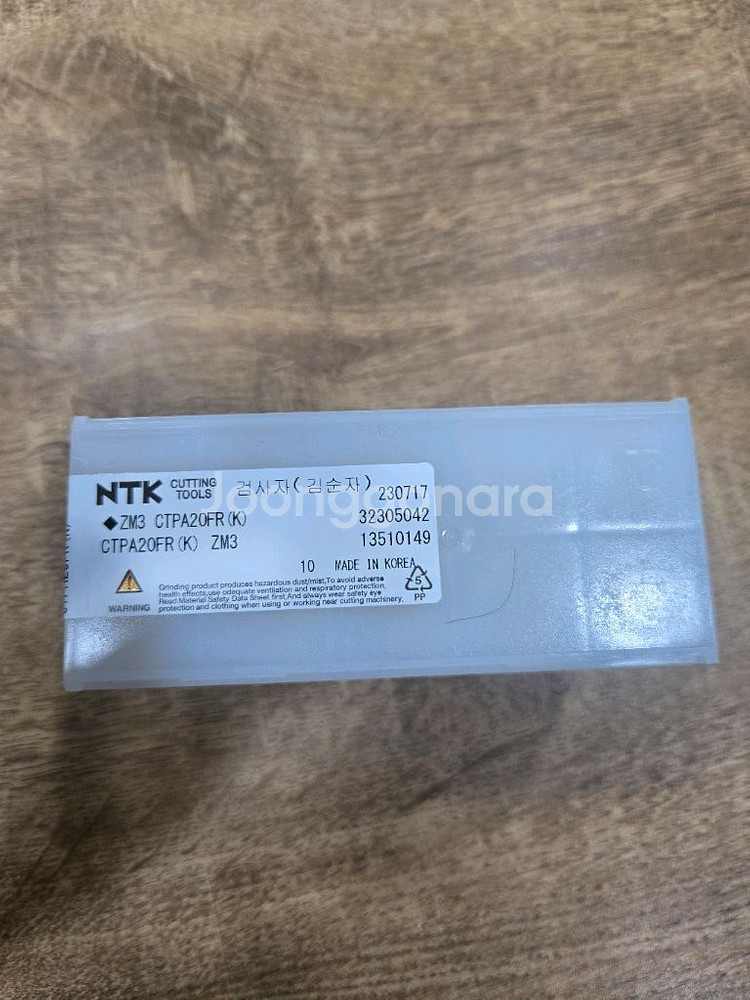 NTK CUTTING TOOLS 검사자(김순자) 230717
◆ZM3 CTPA20FR(K) 32305042
CTPA20FR(K) ZM3 13510149
10 MADE IN KOREA
WARNING
Grinding product produces hazardous dust/mist,To avoid adverse
health effects,use odequate ventilation and respiratory protection,
Read Material Safety Data Sheet first,And always wear safety eye
protection and clothing when using or working near cutting machinery,
5
PP
Joongonara